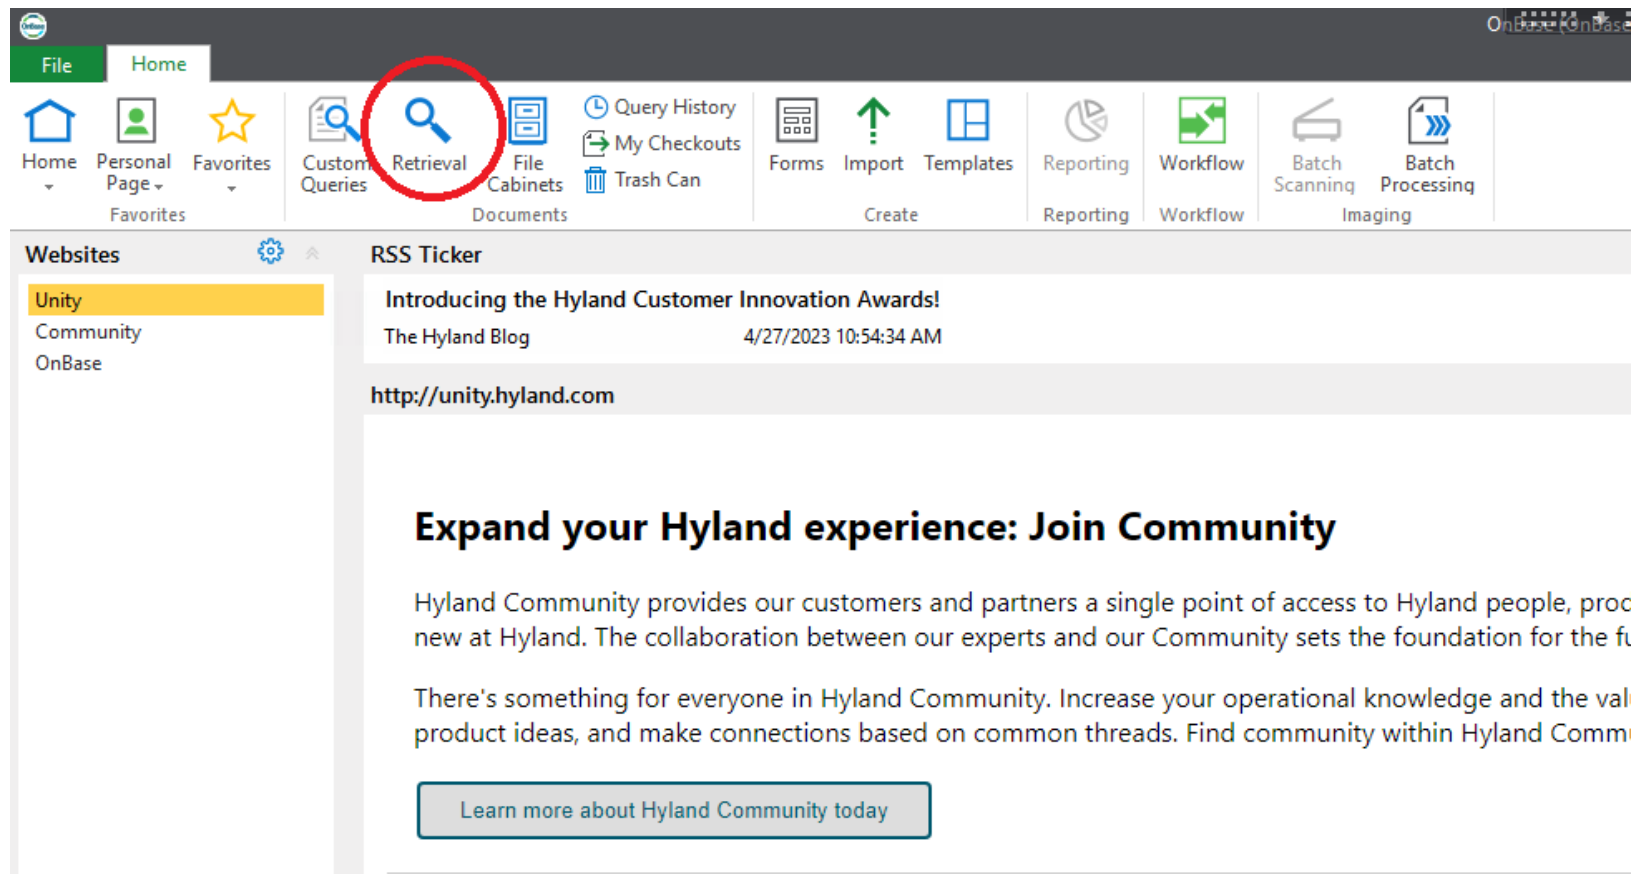 OnBase (OnBase
File
Home
Home
Personal
Page
Favorites
Favorites
Custom
Queries
Retrieval
File
Cabinets
Query History
My Checkouts
Trash Can
Documents
Forms
Import
Templates
Create
Reporting
Reporting
Workflow
Workflow
Batch
Scanning
Batch
Processing
Imaging
Websites
Unity
Community
OnBase
RSS Ticker
Introducing the Hyland Customer Innovation Awards!
The Hyland Blog 4/27/2023 10:54:34 AM
http://unity.hyland.com
Expand your Hyland experience: Join Community
Hyland Community provides our customers and partners a single point of access to Hyland people, prod
new at Hyland. The collaboration between our experts and our Community sets the foundation for the fu
There's something for everyone in Hyland Community. Increase your operational knowledge and the val
product ideas, and make connections based on common threads. Find community within Hyland Comm
Learn more about Hyland Community today